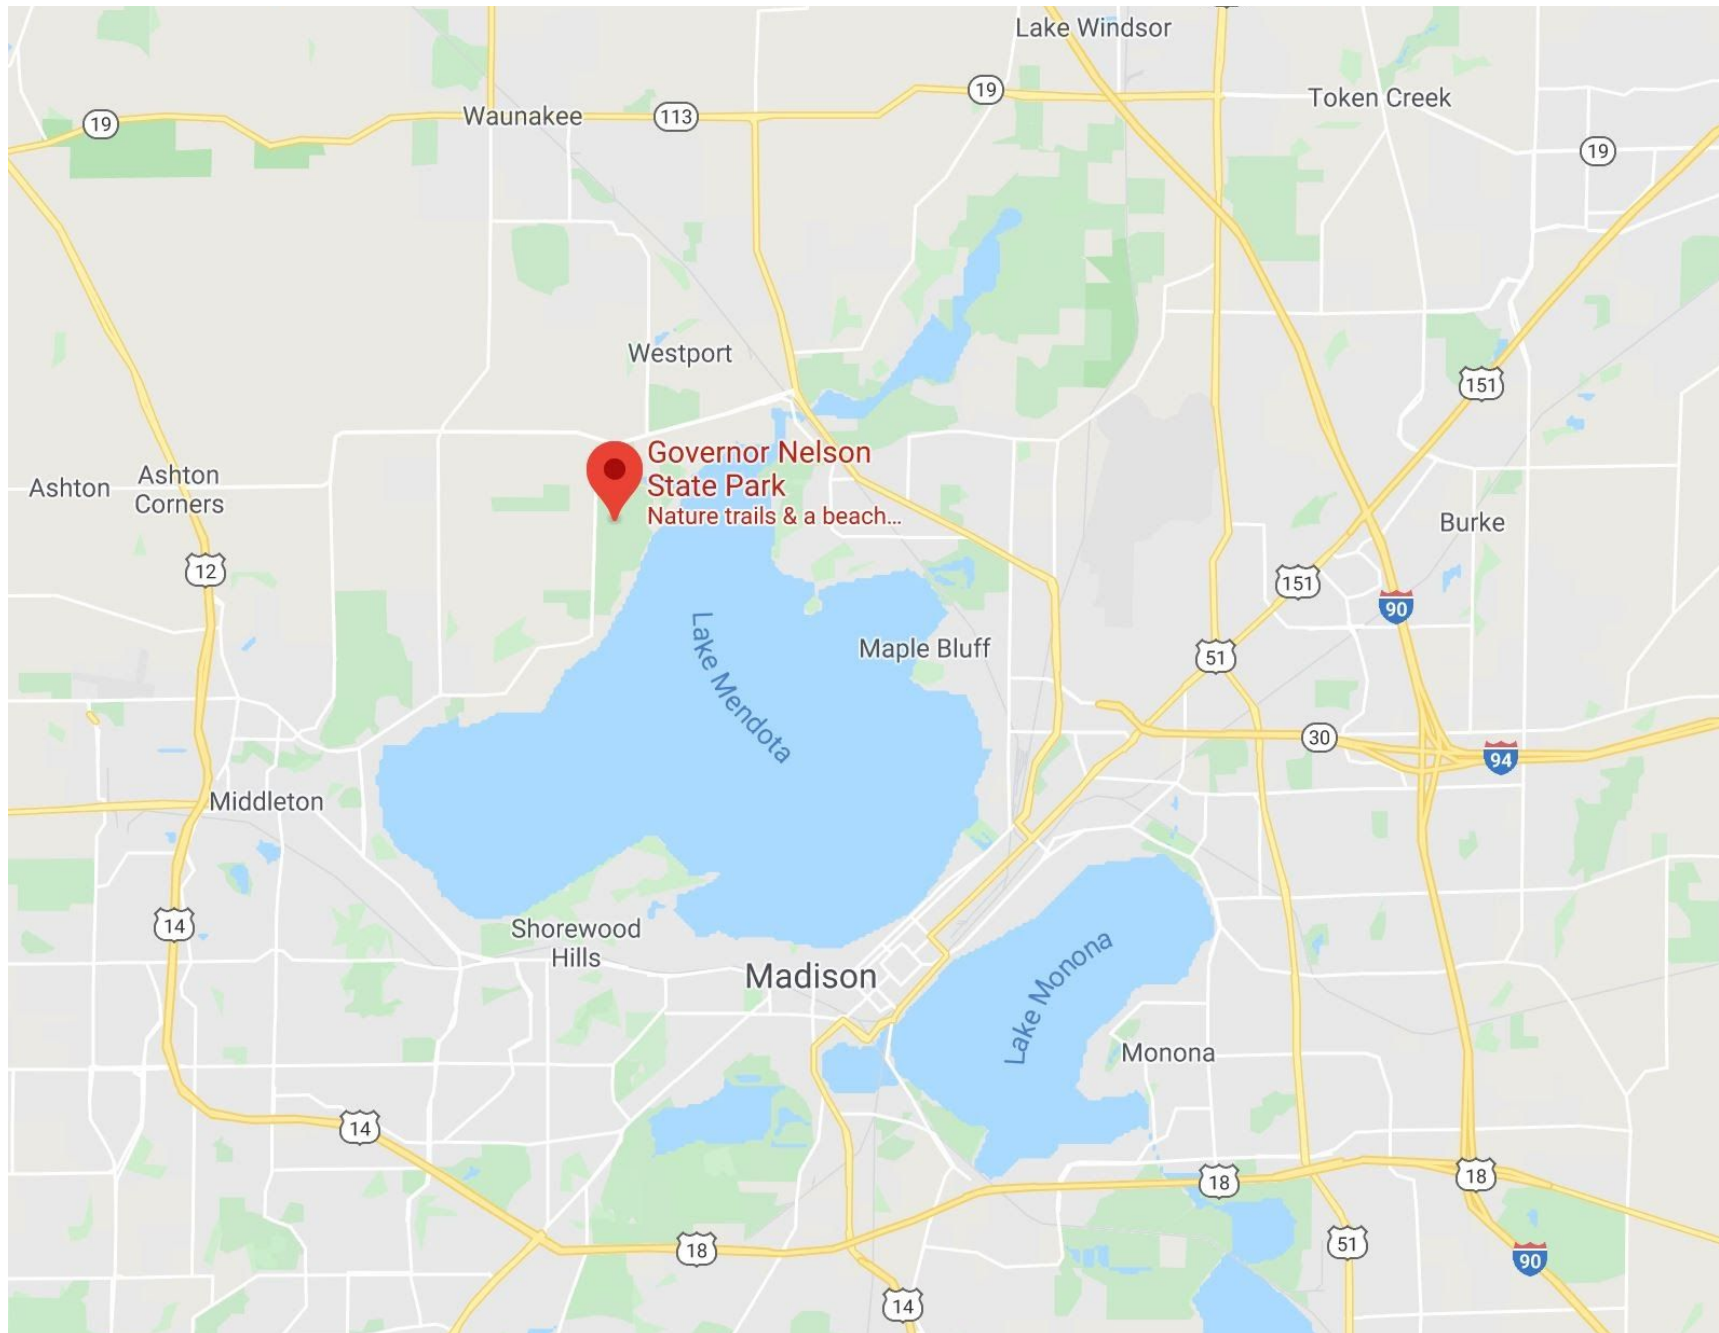 Lake Windsor
19
Token Creek
Waunakee
113
19
19
Westport
151
Governor Nelson
State Park
Nature trails & a beach...
Ashton
Ashton
Corners
Burke
12
151
90
Lake Mendota
Maple Bluff
51
30
94
Middleton
14
Shorewood
Hills
Madison
Lake Monona
Monona
14
18
18
18
51
90
14